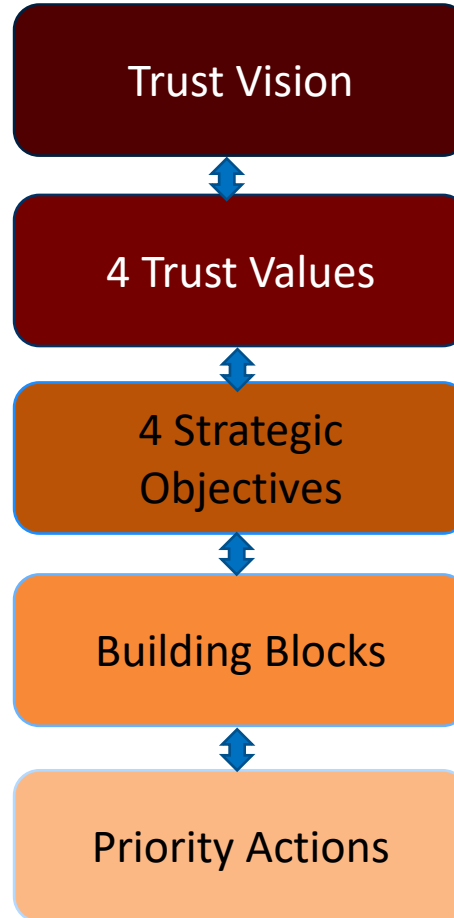 Trust Vision
4 Trust Values
4 Strategic
Objectives
Building Blocks
Priority Actions